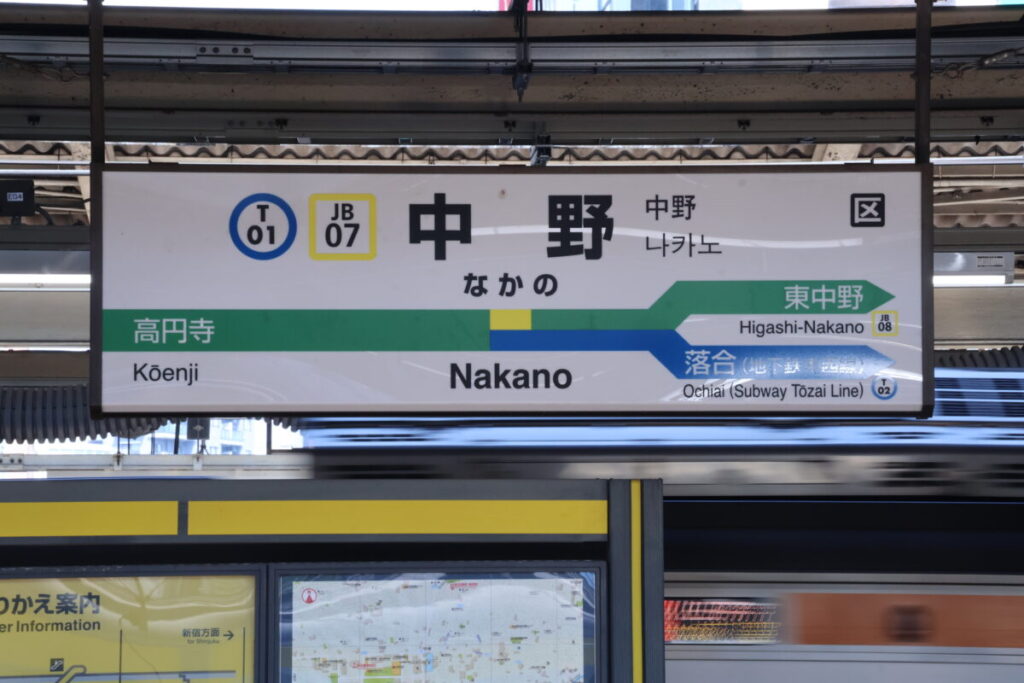 T 01
JB 07
中野
中野
나카노
区
なかの
高円寺
Kōenji
Nakano
東中野
Higashi-Nakano
JB 08
落合（地下鉄東西線）
Ochiai (Subway Tōzai Line)
T 02
りかえ案内
er Information
新宿方面
for Shinjuku